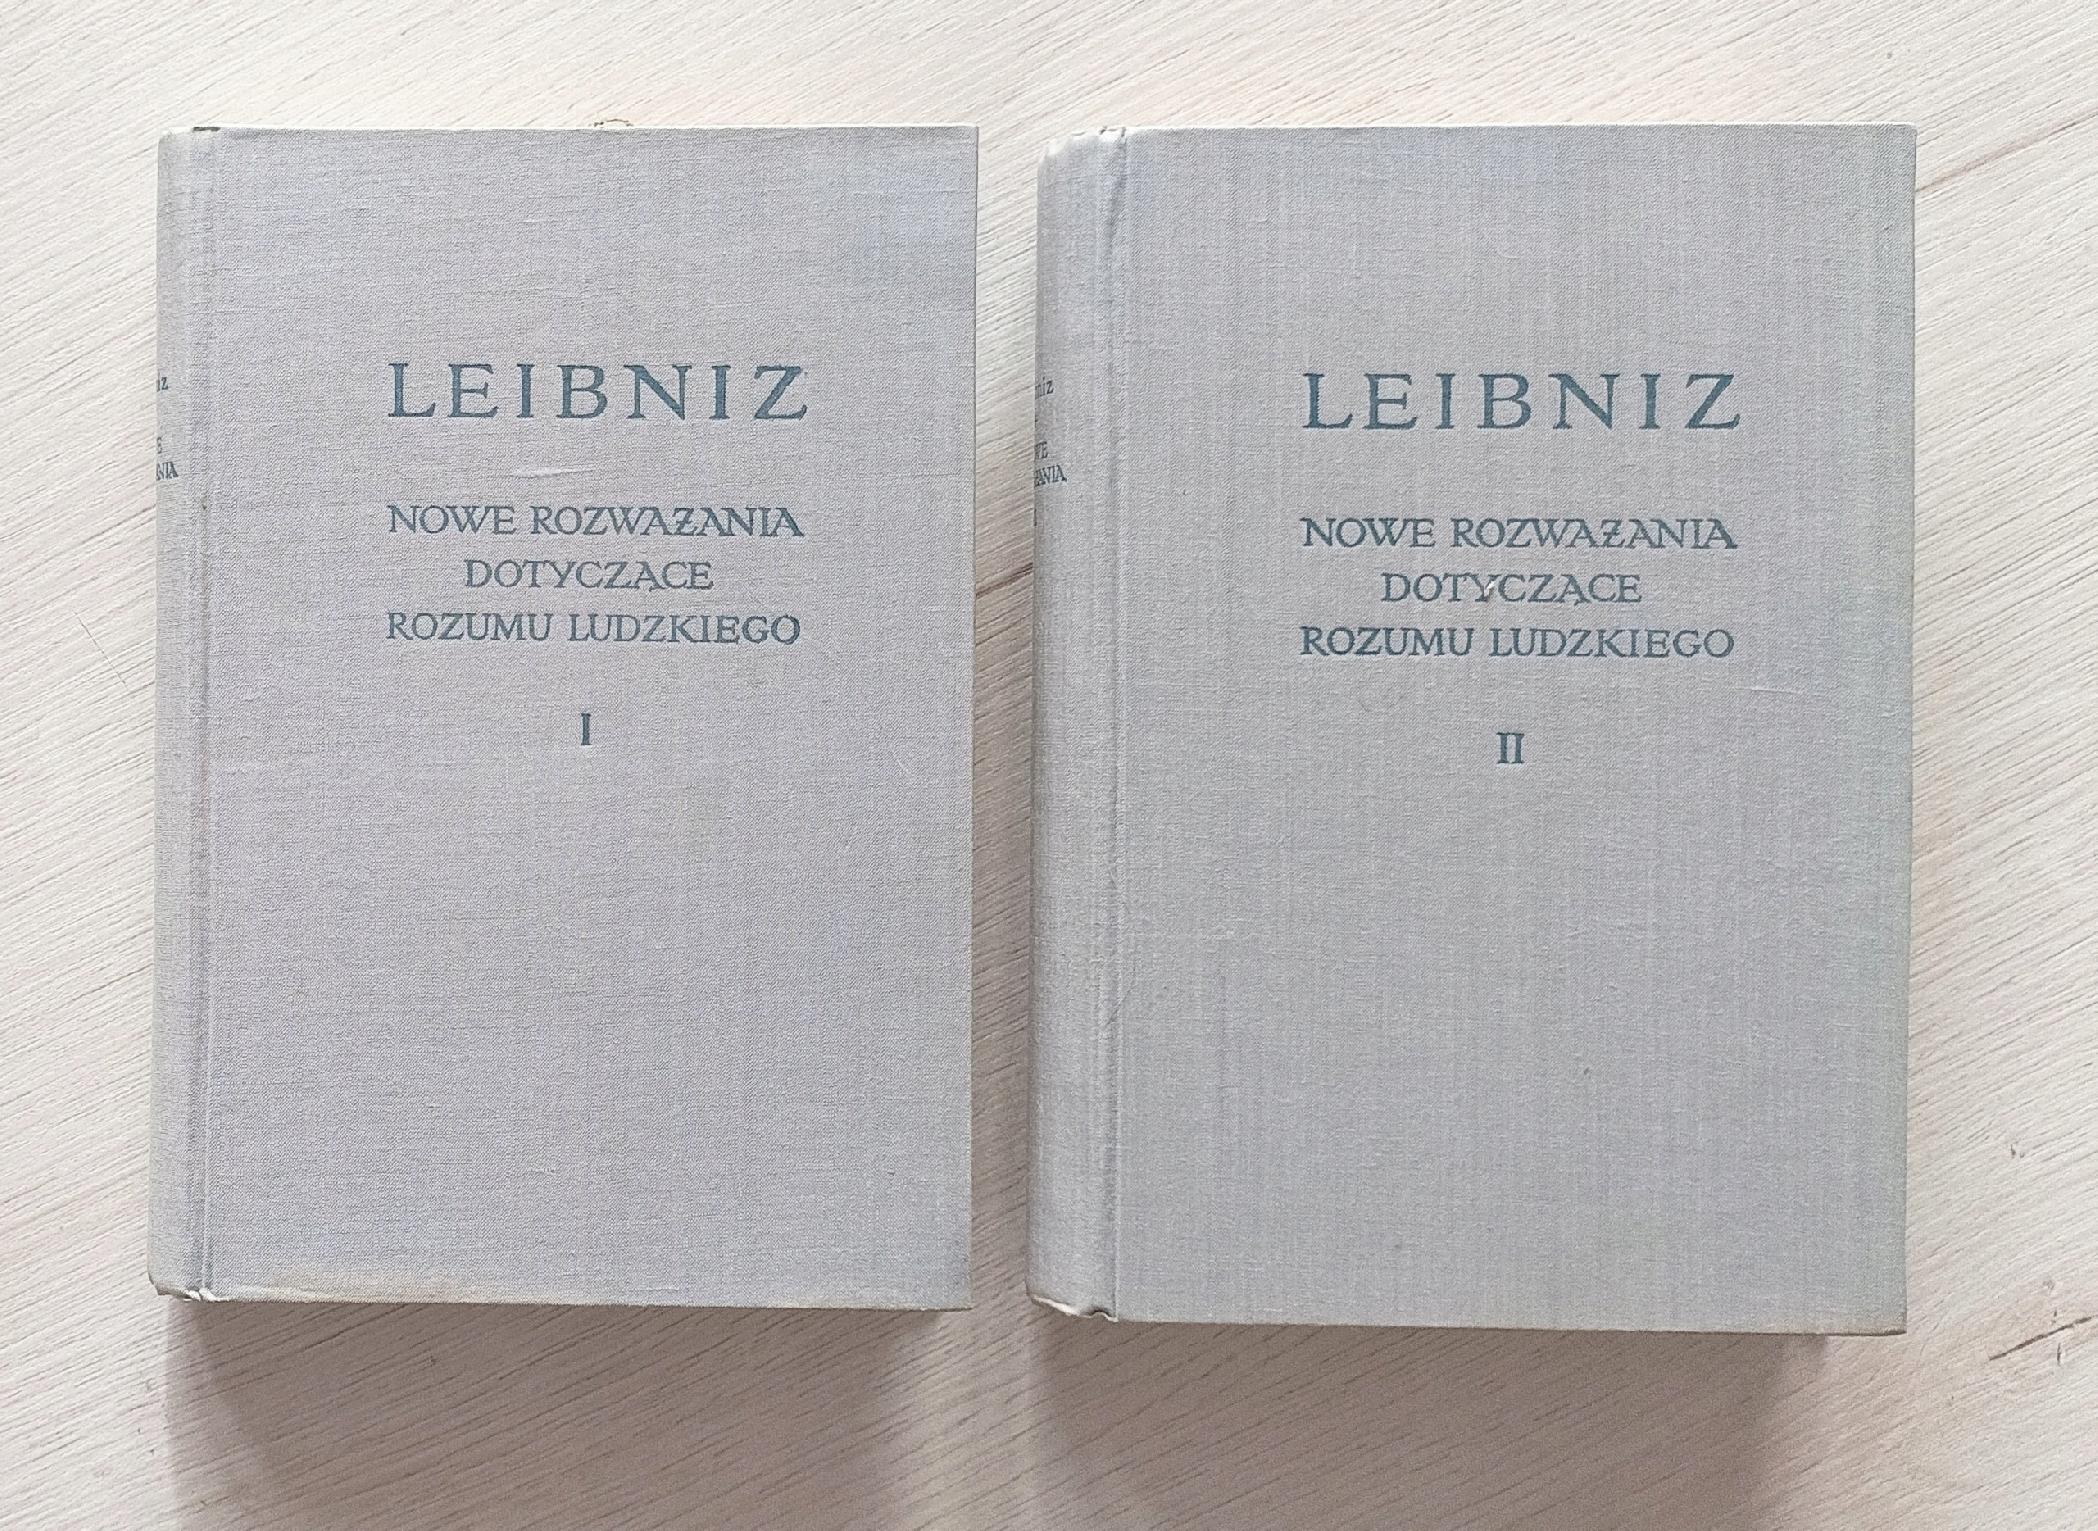 LEIBNIZ
NOWE ROZWAŻANIA
DOTYCZĄCE
ROZUMU LUDZKIEGO
I
LEIBNIZ
NOWE ROZWAŻANIA
DOTYCZĄCE
ROZUMU LUDZKIEGO
II